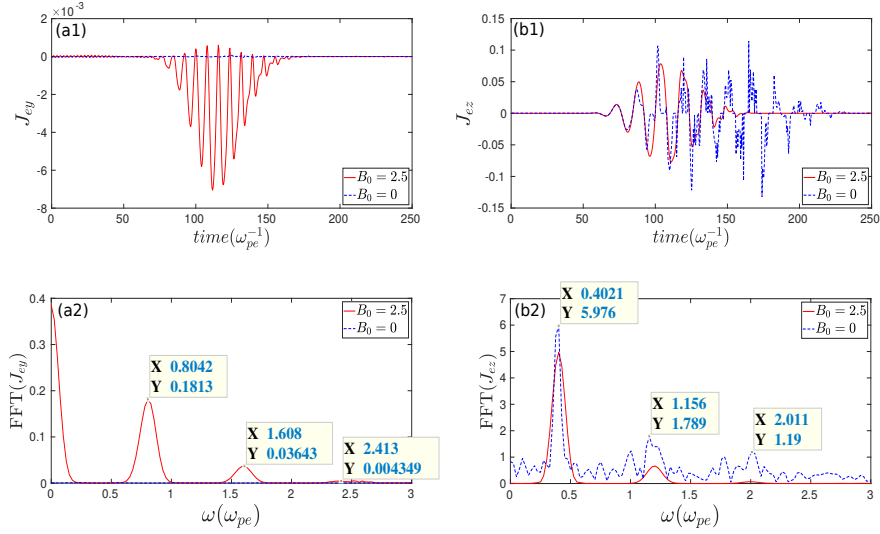 ×10⁻³
(a1)
2
0
-2
-4
-6
-8
J_ey
B₀ = 2.5
B₀ = 0
0 50 100 150 200 250
time(ω_pe⁻¹)
(b1)
0.15
0.1
0.05
0
-0.05
-0.1
-0.15
J_ez
B₀ = 2.5
B₀ = 0
0 50 100 150 200 250
time(ω_pe⁻¹)
(a2)
0.4
0.3
0.2
0.1
0
FFT(J_ey)
B₀ = 2.5
B₀ = 0
X 0.8042
Y 0.1813
X 1.608
Y 0.03643
X 2.413
Y 0.004349
0 0.5 1 1.5 2 2.5 3
ω(ω_pe)
(b2)
7
6
5
4
3
2
1
0
FFT(J_ez)
B₀ = 2.5
B₀ = 0
X 0.4021
Y 5.976
X 1.156
Y 1.789
X 2.011
Y 1.19
0 0.5 1 1.5 2 2.5 3
ω(ω_pe)